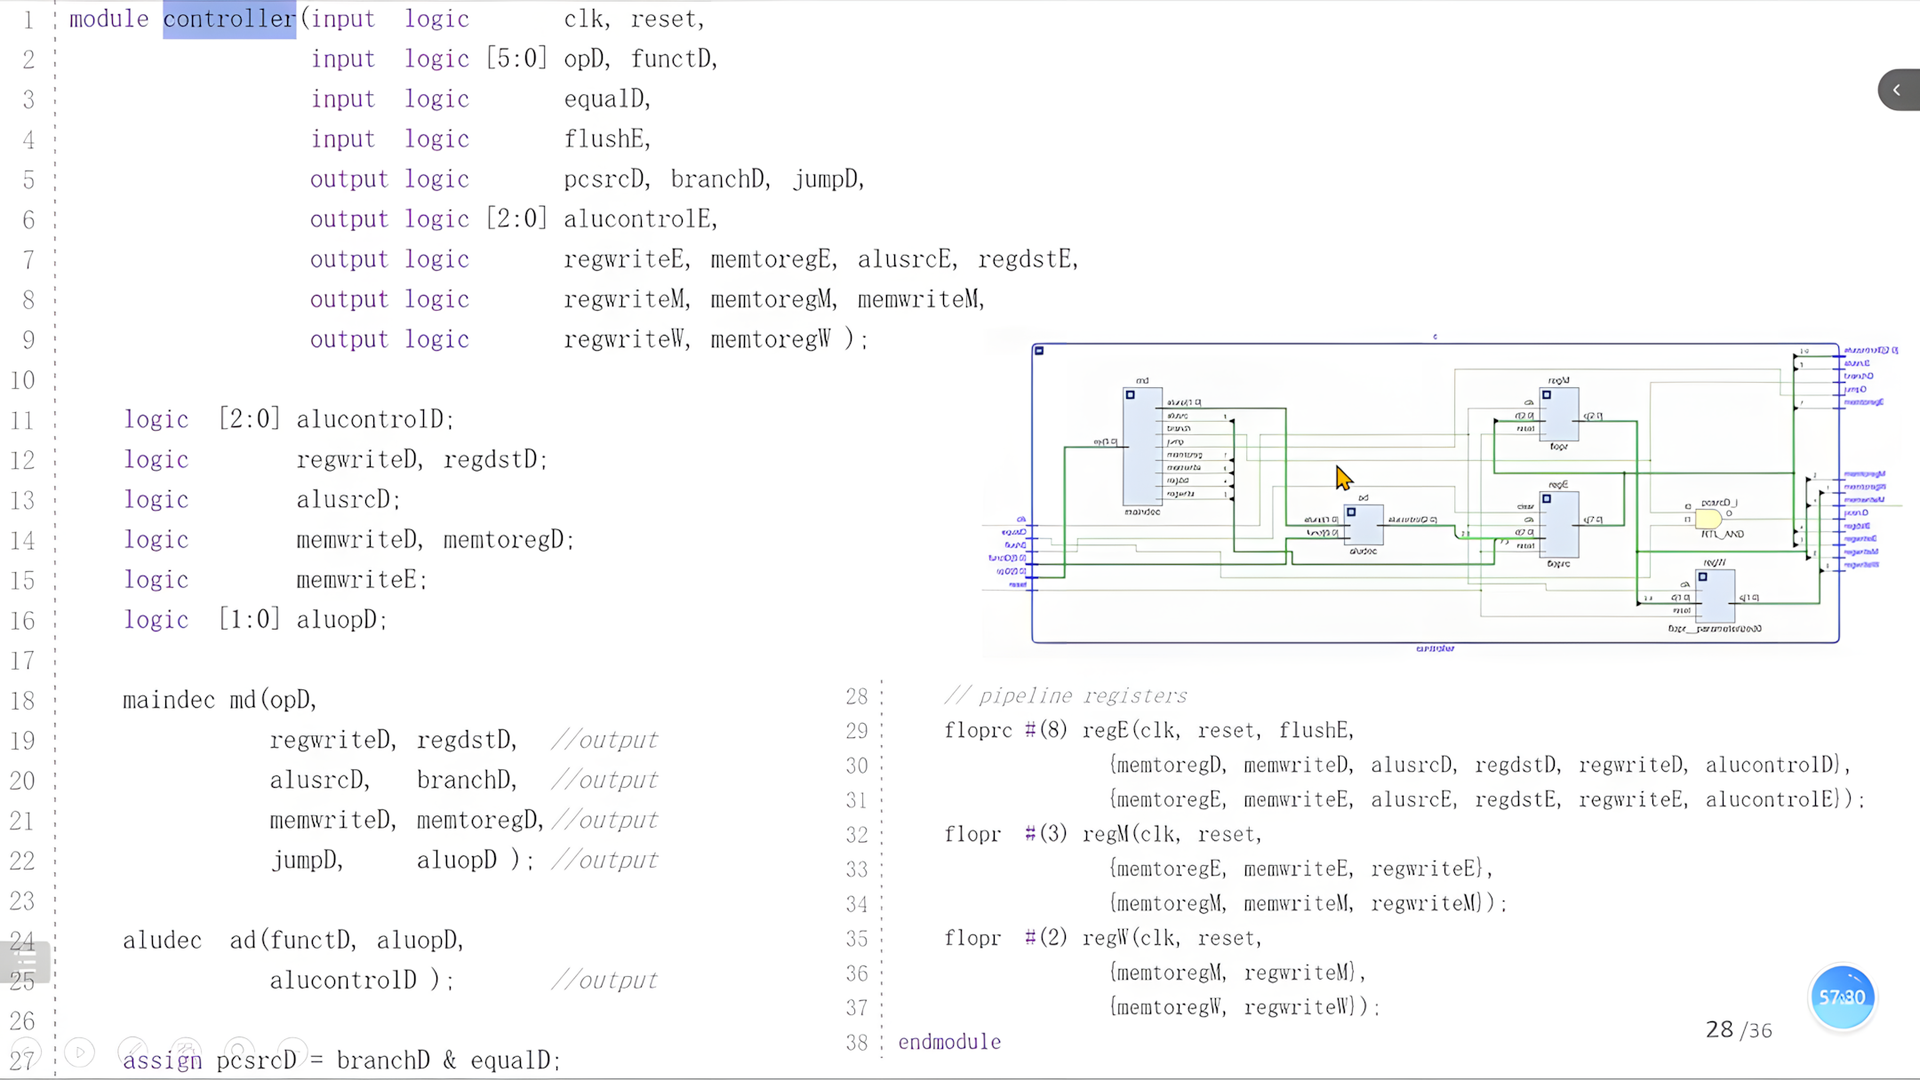 1 module controller(input logic clk, reset,
2 input logic [5:0] opD, functD,
3 input logic equalD,
4 input logic flushE,
5 output logic pcsrcD, branchD, jumpD,
6 output logic [2:0] alucontrolE,
7 output logic regwriteE, memtoregE, alusrcE, regdstE,
8 output logic regwriteM, memtoregM, memwriteM,
9 output logic regwriteW, memtoregW );
10
11 logic [2:0] alucontrolD;
12 logic regwriteD, regdstD;
13 logic alusrcD;
14 logic memwriteD, memtoregD;
15 logic memwriteE;
16 logic [1:0] aluopD;
17
18 maindec md(opD,
19 regwriteD, regdstD, //output
20 alusrcD, branchD, //output
21 memwriteD, memtoregD, //output
22 jumpD, aluopD ); //output
23
24 aludec ad(functD, aluopD,
25 alucontrolD ); //output
26
27 assign pcsrcD = branchD & equalD;
c
md
maindec
ad
aludec
regM
flopr
regE
floprc
pcsrcD_i
RTL_AND
regW
controller
28 // pipeline registers
29 floprc #(8) regE(clk, reset, flushE,
30 {memtoregD, memwriteD, alusrcD, regdstD, regwriteD, alucontrolD},
31 {memtoregE, memwriteE, alusrcE, regdstE, regwriteE, alucontrolE});
32 flopr #(3) regM(clk, reset,
33 {memtoregE, memwriteE, regwriteE},
34 {memtoregM, memwriteM, regwriteM});
35 flopr #(2) regW(clk, reset,
36 {memtoregM, regwriteM},
37 {memtoregW, regwriteW});
38 endmodule
57:30
28 /36